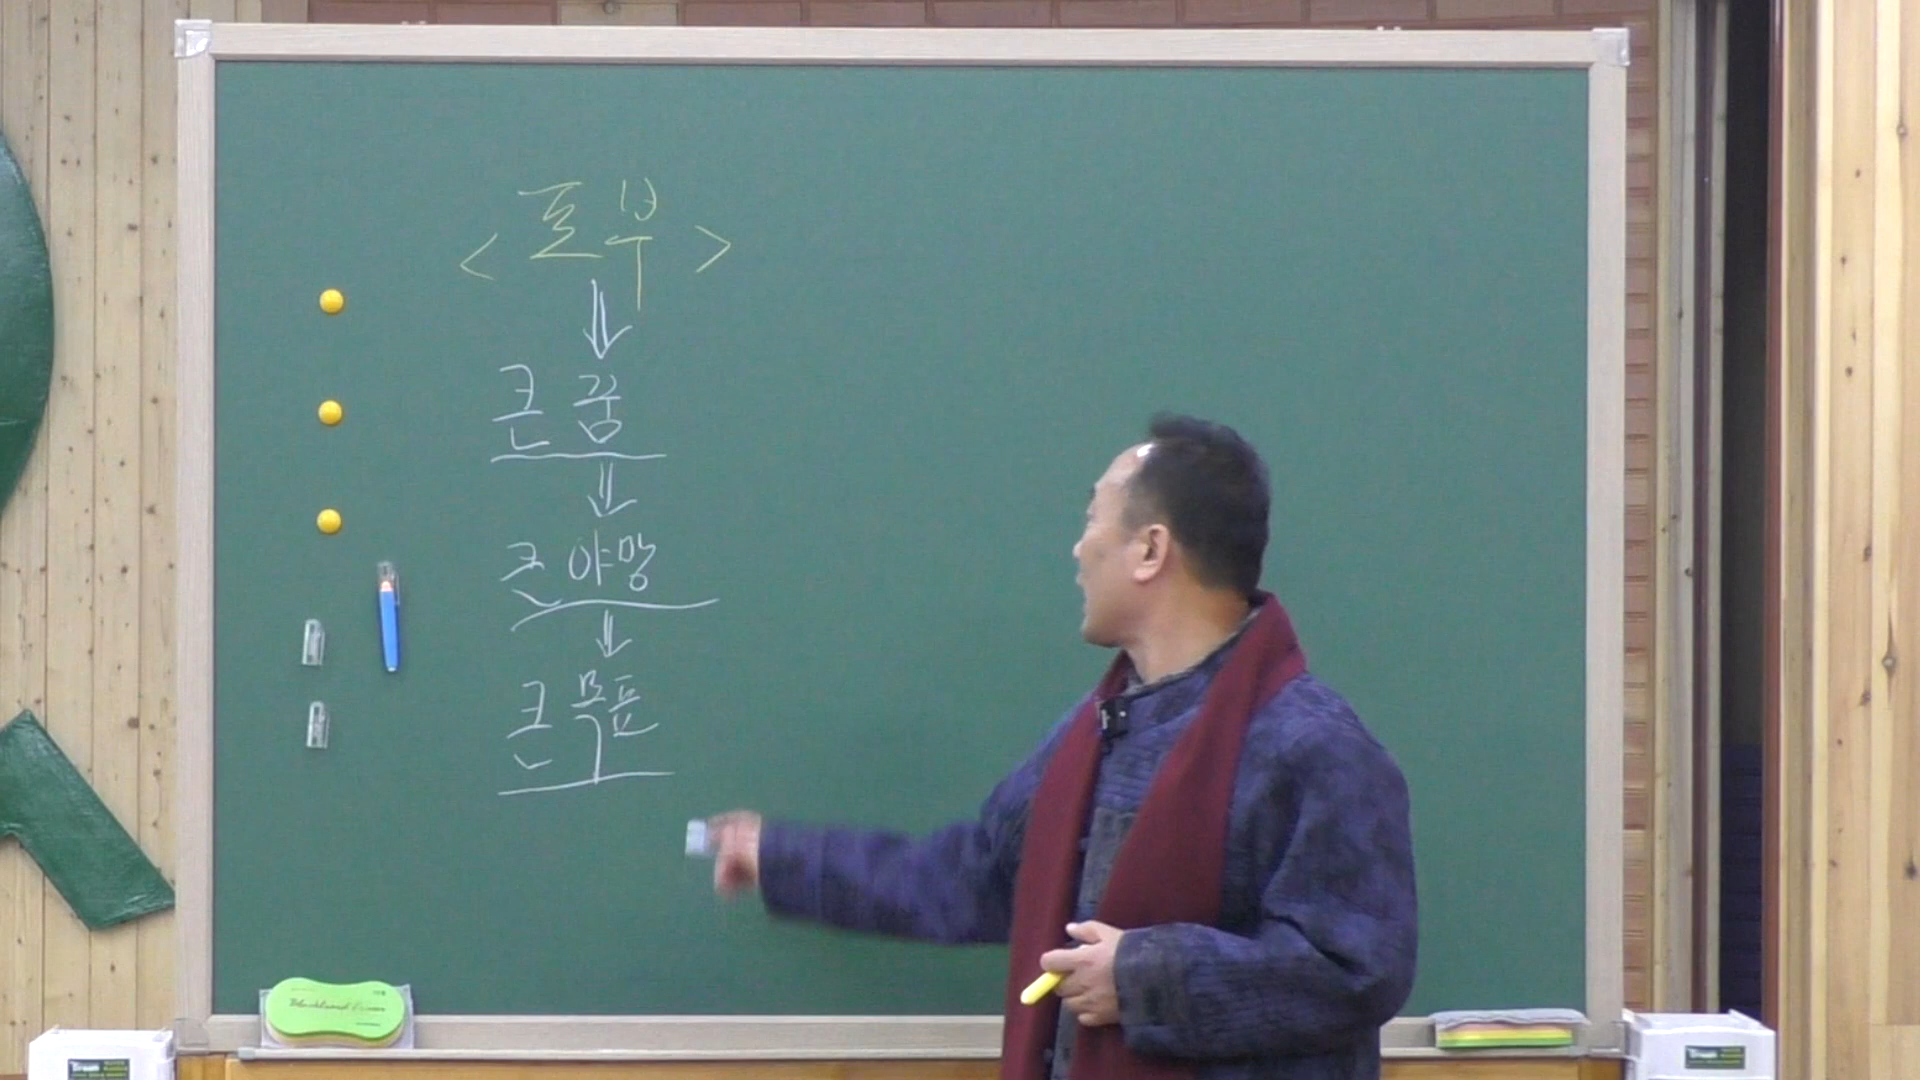 <포부>
큰 꿈
큰 야망
큰 목표